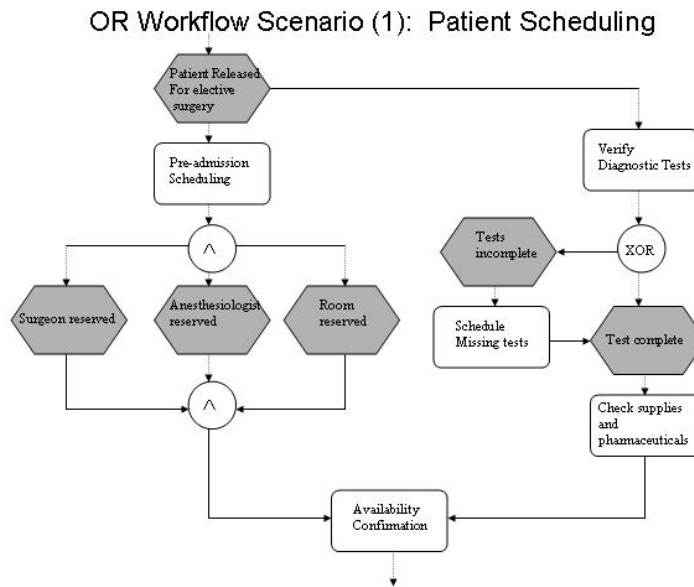 OR Workflow Scenario (1): Patient Scheduling
Patient Released
For elective
surgery
Pre-admission
Scheduling
Verify
Diagnostic Tests
^
Tests
incomplete
XOR
Surgeon reserved
Anesthesiologist
reserved
Room
reserved
Schedule
Missing tests
Test complete
^
Check supplies
and
pharmaceuticals
Availability
Confirmation